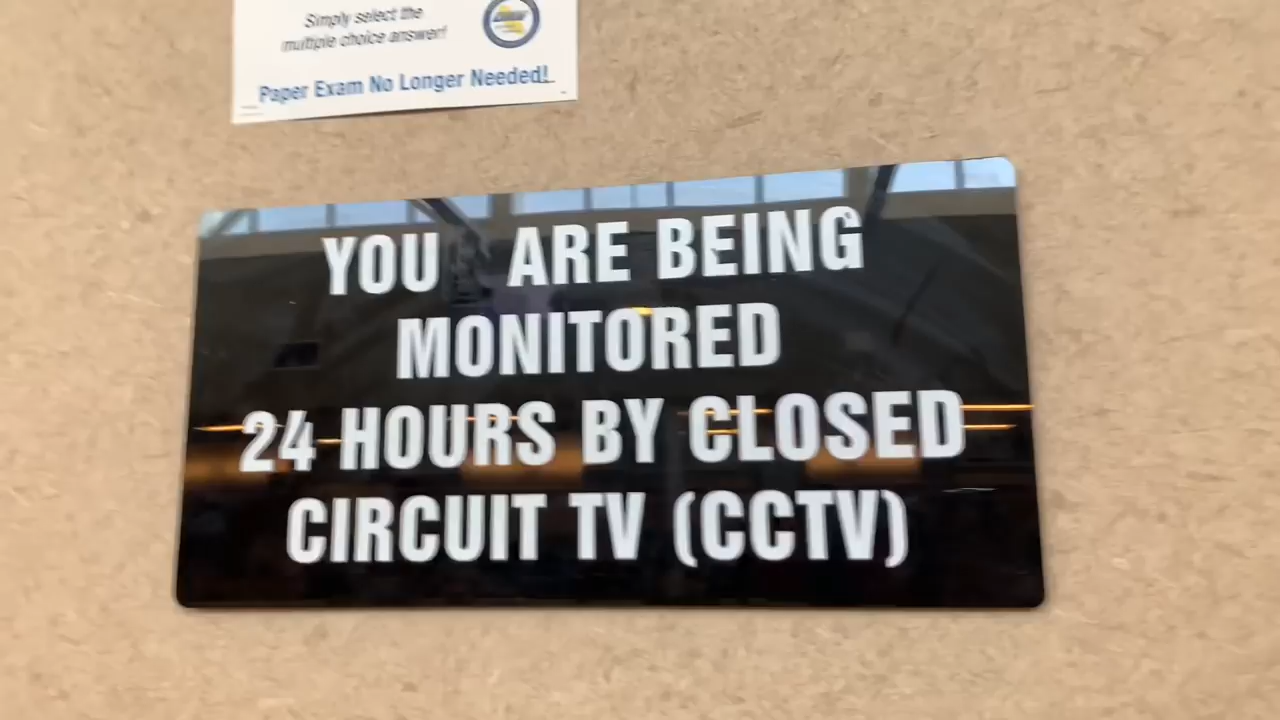 Simply select the
multiple choice answer!
Paper Exam No Longer Needed!
YOU ARE BEING
MONITORED
24 HOURS BY CLOSED
CIRCUIT TV (CCTV)